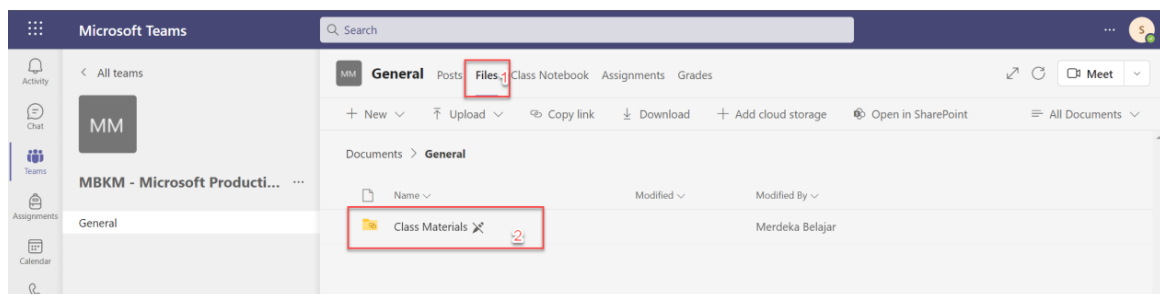 Microsoft Teams
Search
...
S
Activity
Chat
Teams
Assignments
Calendar
All teams
MM
MBKM - Microsoft Producti... ...
General
MM General Posts Files 1 Class Notebook Assignments Grades
Meet
New Upload Copy link Download Add cloud storage Open in SharePoint All Documents
Documents > General
Name Modified Modified By
Class Materials 2 Merdeka Belajar